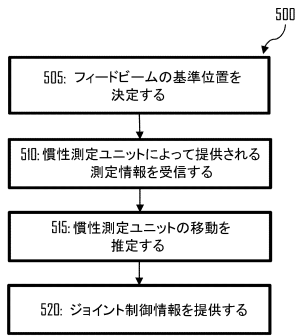 500
505: フィードビームの基準位置を
決定する
510: 慣性測定ユニットによって提供される
測定情報を受信する
515: 慣性測定ユニットの移動を
推定する
520: ジョイント制御情報を提供する